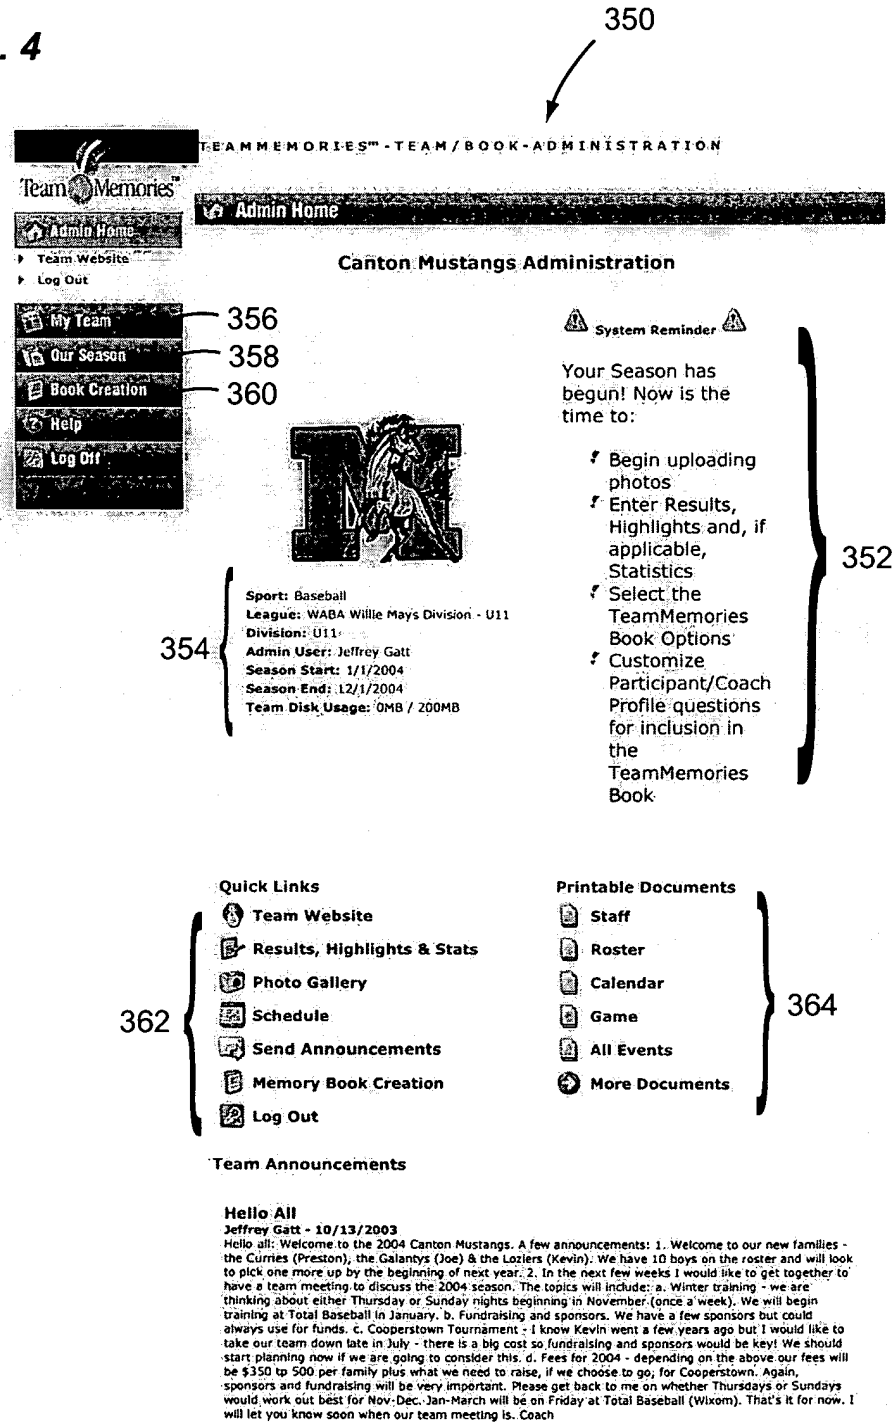 . 4
350
TEAMMEMORIES™-TEAM/BOOK-ADMINISTRATION
Team Memories™
Admin Home
Admin Home
Team Website
Log Out
Canton Mustangs Administration
My Team
356
Our Season
358
Book Creation
360
Help
Log Off
System Reminder
Your Season has
begun! Now is the
time to:
Begin uploading
photos
Enter Results,
Highlights and, if
applicable,
Statistics
Select the
TeamMemories
Book Options
Customize
Participant/Coach
Profile questions
for inclusion in
the
TeamMemories
Book
352
M
354
Sport: Baseball
League: WABA Willie Mays Division - U11
Division: U11
Admin User: Jeffrey Gatt
Season Start: 1/1/2004
Season End: 12/1/2004
Team Disk Usage: 0MB / 200MB
Quick Links
362
Team Website
Results, Highlights & Stats
Photo Gallery
Schedule
Send Announcements
Memory Book Creation
Log Out
Printable Documents
Staff
Roster
Calendar
Game
All Events
More Documents
364
Team Announcements
Hello All
Jeffrey Gatt - 10/13/2003
Hello all: Welcome to the 2004 Canton Mustangs. A few announcements: 1. Welcome to our new families -
the Curries (Preston), the Galantys (Joe) & the Loziers (Kevin). We have 10 boys on the roster and will look
to pick one more up by the beginning of next year. 2. In the next few weeks I would like to get together to
have a team meeting to discuss the 2004 season. The topics will include: a. Winter training - we are
thinking about either Thursday or Sunday nights beginning in November (once a week). We will begin
training at Total Baseball in January. b. Fundraising and sponsors. We have a few sponsors but could
always use for funds. c. Cooperstown Tournament - I know Kevin went a few years ago but I would like to
take our team down late in July - there is a big cost so fundraising and sponsors would be key! We should
start planning now if we are going to consider this. d. Fees for 2004 - depending on the above our fees will
be $350 tp 500 per family plus what we need to raise, if we choose to go, for Cooperstown. Again,
sponsors and fundraising will be very important. Please get back to me on whether Thursdays or Sundays
would work out best for Nov-Dec. Jan-March will be on Friday at Total Baseball (Wixom). That's it for now. I
will let you know soon when our team meeting is. Coach